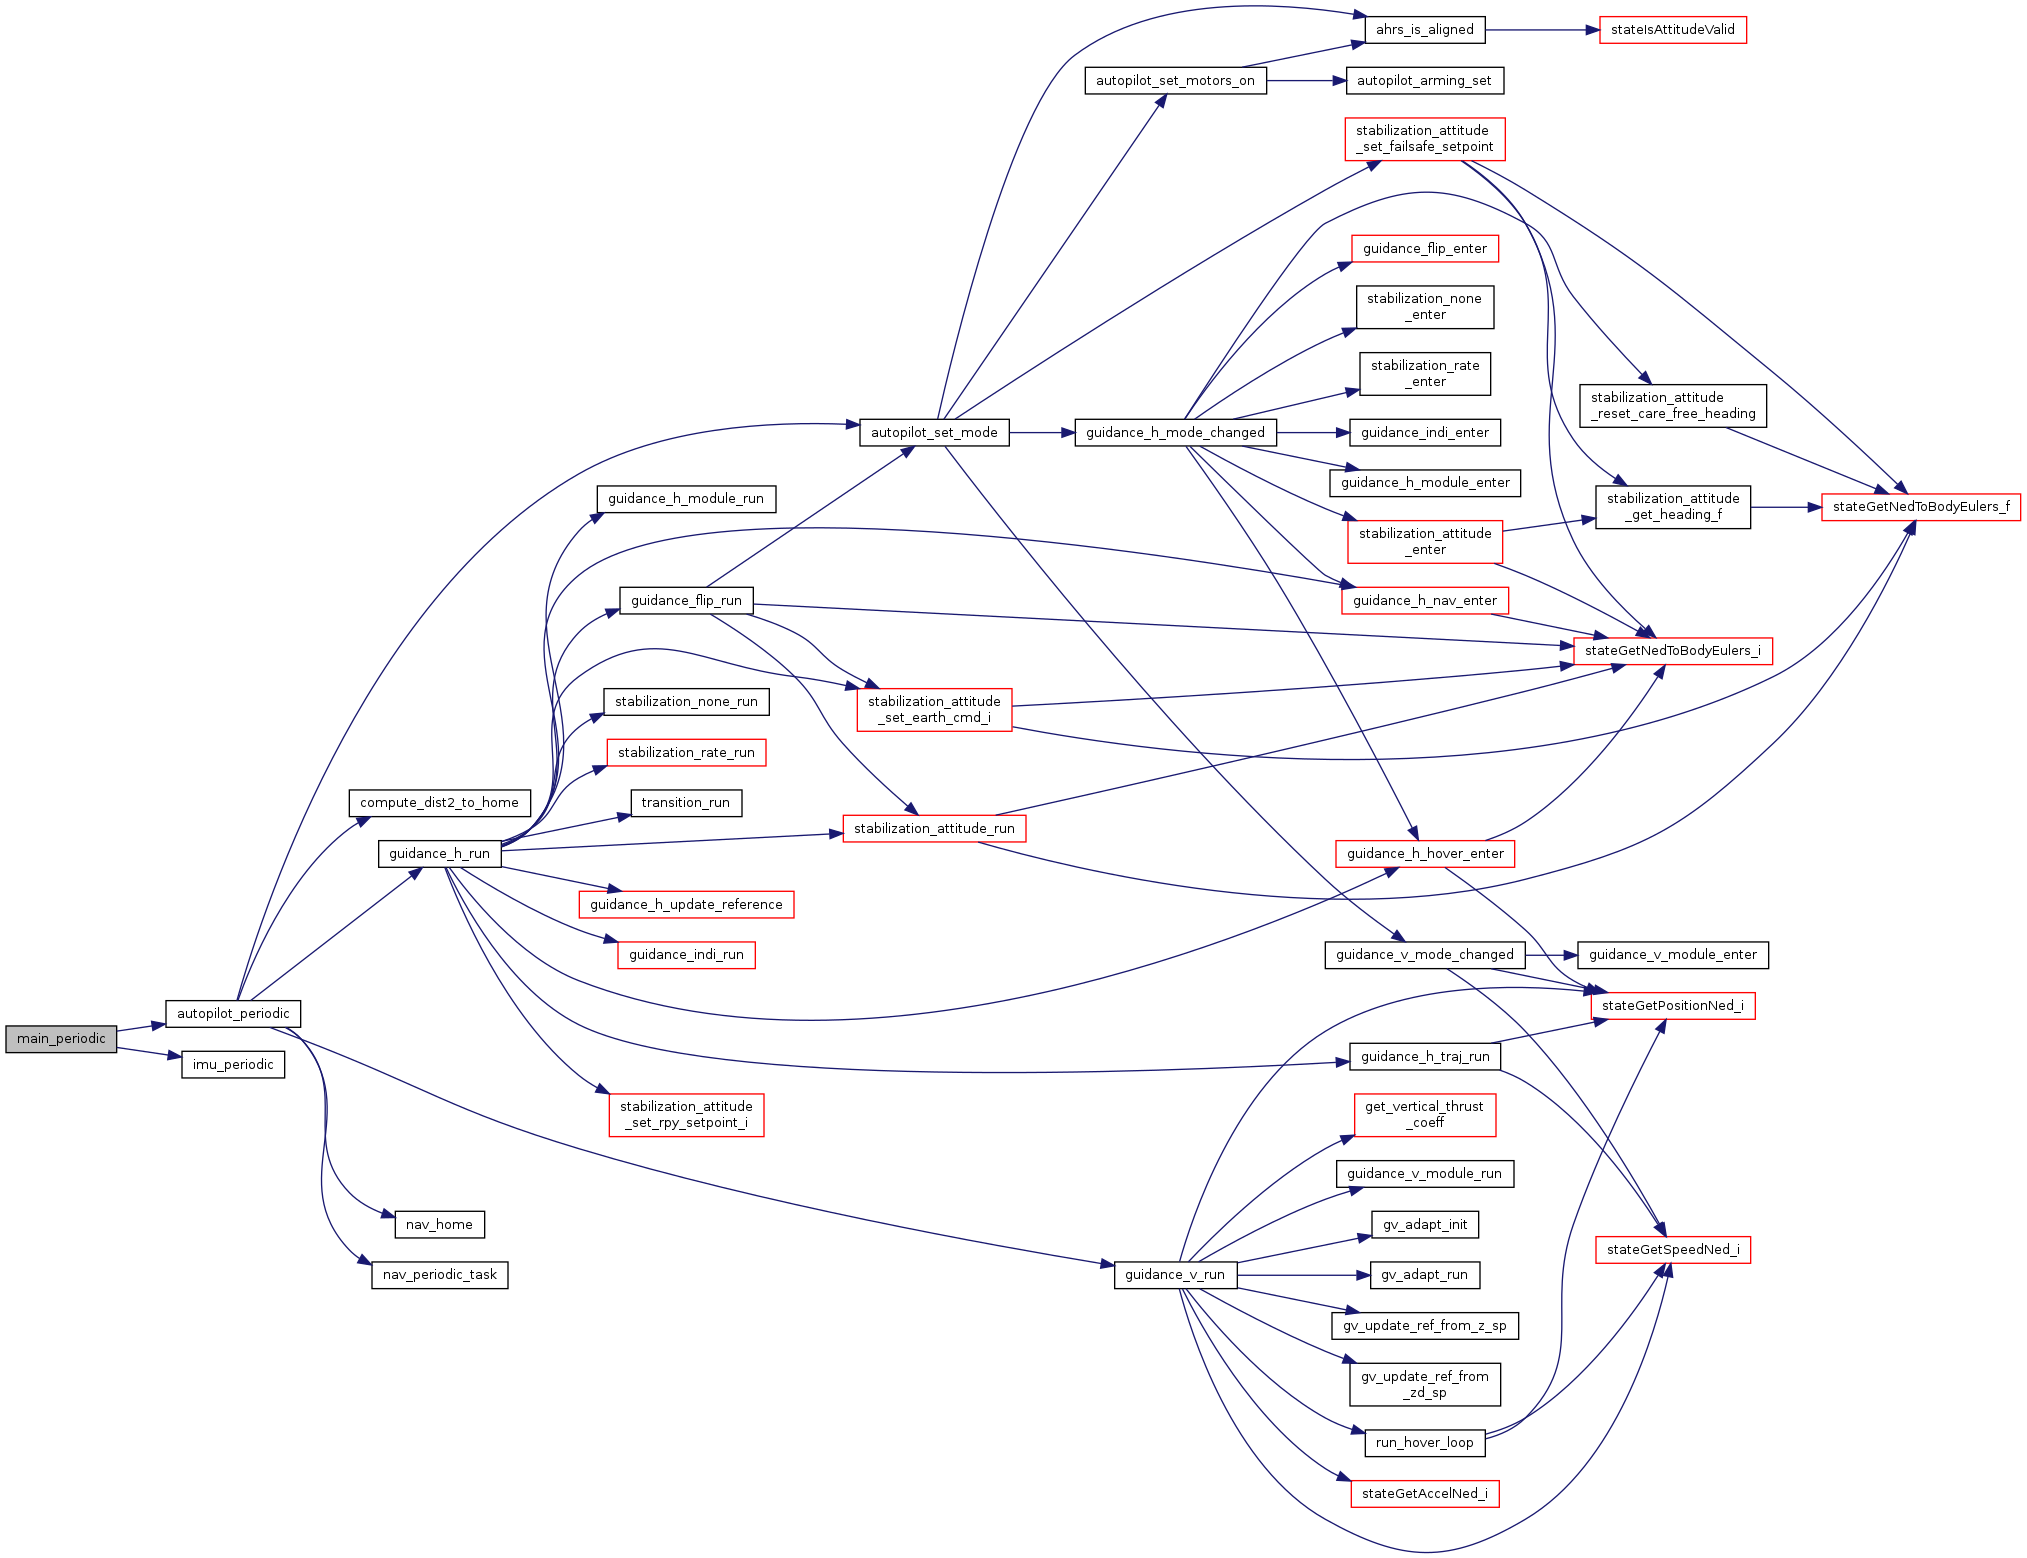 main_periodic
autopilot_periodic
imu_periodic
compute_dist2_to_home
guidance_h_run
nav_home
nav_periodic_task
guidance_h_module_run
guidance_flip_run
stabilization_none_run
stabilization_rate_run
transition_run
guidance_h_update_reference
guidance_indi_run
stabilization_attitude
_set_rpy_setpoint_i
autopilot_set_mode
stabilization_attitude
_set_earth_cmd_i
stabilization_attitude_run
autopilot_set_motors_on
guidance_h_mode_changed
guidance_v_run
ahrs_is_aligned
autopilot_arming_set
stabilization_attitude
_set_failsafe_setpoint
guidance_flip_enter
stabilization_none
_enter
stabilization_rate
_enter
guidance_indi_enter
guidance_h_module_enter
stabilization_attitude
_enter
guidance_h_nav_enter
guidance_h_hover_enter
guidance_v_mode_changed
guidance_h_traj_run
get_vertical_thrust
_coeff
guidance_v_module_run
gv_adapt_init
gv_adapt_run
gv_update_ref_from_z_sp
gv_update_ref_from
_zd_sp
run_hover_loop
stateGetAccelNed_i
stateIsAttitudeValid
stabilization_attitude
_reset_care_free_heading
stabilization_attitude
_get_heading_f
stateGetNedToBodyEulers_i
guidance_v_module_enter
stateGetPositionNed_i
stateGetSpeedNed_i
stateGetNedToBodyEulers_f